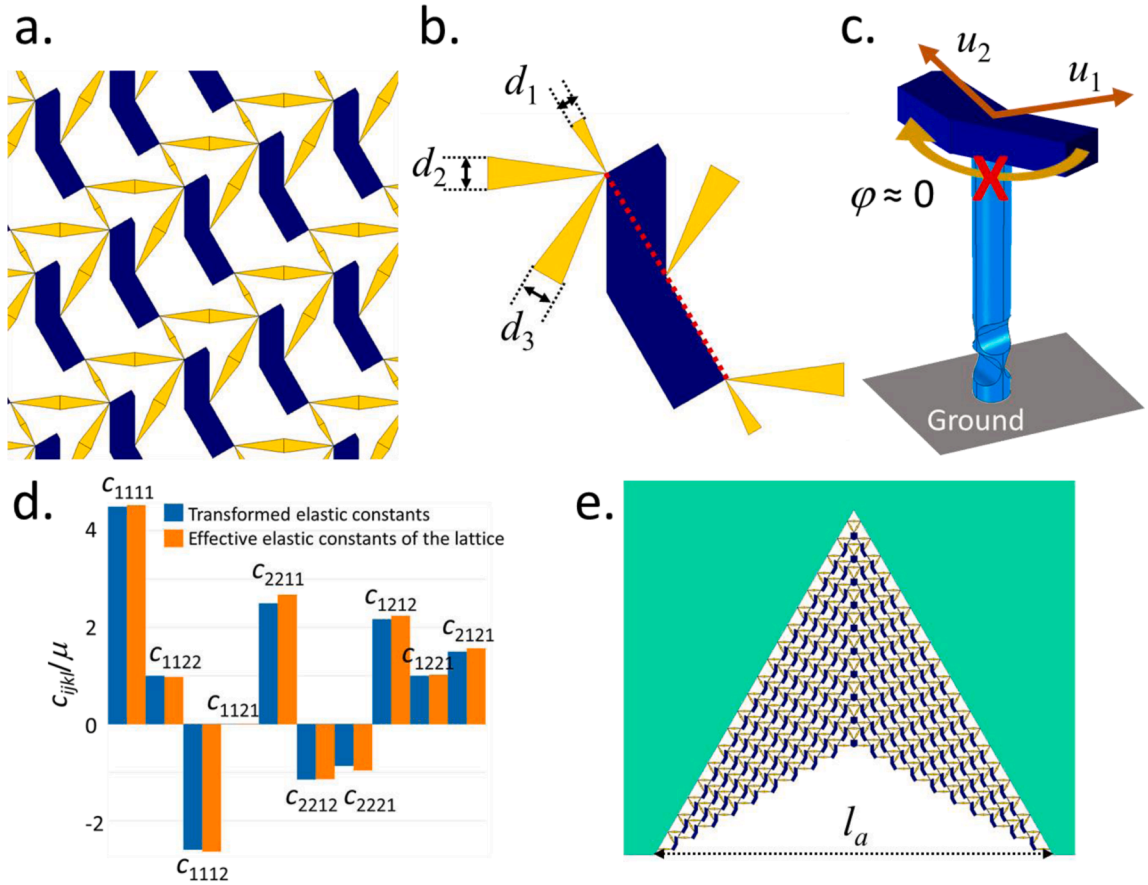 a.
b.
c.
d1
d2
d3
u2
u1
φ ≈ 0
X
Ground
d.
Transformed elastic constants
Effective elastic constants of the lattice
cijkl/μ
4
2
0
-2
c1111
c1122
c1112
c1121
c2211
c2212
c2221
c1212
c1221
c2121
e.
la